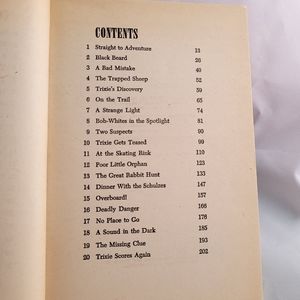 CONTENTS
1 Straight to Adventure 13
2 Black Beard 26
3 A Bad Mistake 40
4 The Trapped Sheep 52
5 Trixie's Discovery 59
6 On the Trail 65
7 A Strange Light 74
8 Bob-Whites in the Spotlight 81
9 Two Suspects 90
10 Trixie Gets Teased 99
11 At the Skating Rink 110
12 Poor Little Orphan 123
13 The Great Rabbit Hunt 133
14 Dinner With the Schulzes 147
15 Overboard! 157
16 Deadly Danger 166
17 No Place to Go 176
18 A Sound in the Dark 185
19 The Missing Clue 193
20 Trixie Scores Again 202